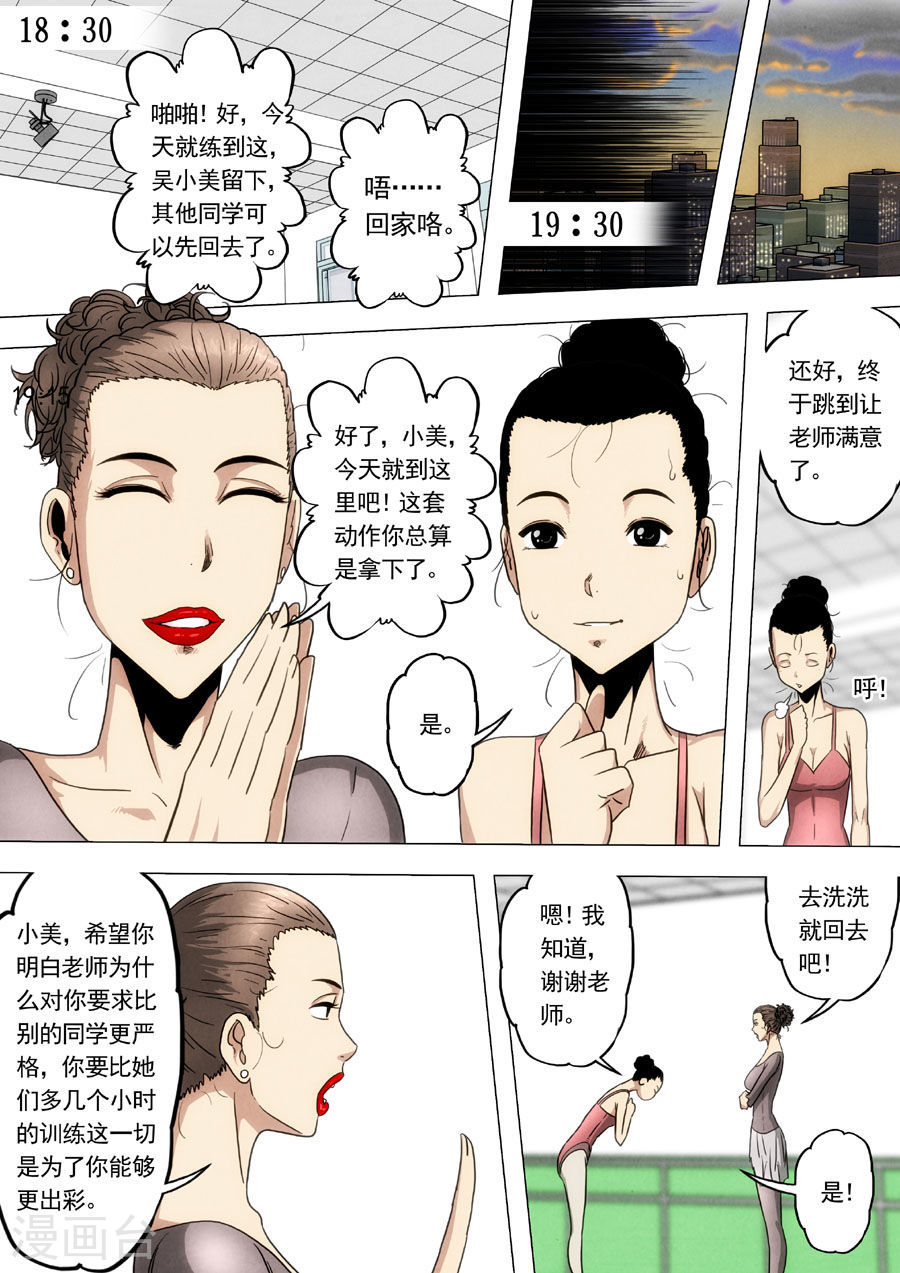 18：30
啪啪！好，今
天就练到这，
吴小美留下，
其他同学可
以先回去了。
唔……
回家咯。
19：30
19:15
好了，小美，
今天就到这
里吧！这套
动作你总算
是拿下了。
是。
还好，终
于跳到让
老师满意
了。
呼！
小美，希望你
明白老师为什
么对你要求比
别的同学更严
格，你要比她
们多几个小时
的训练这一切
是为了你能够
更出彩。
嗯！我
知道，
谢谢老
师。
去洗洗
就回去
吧！
是！
漫画台